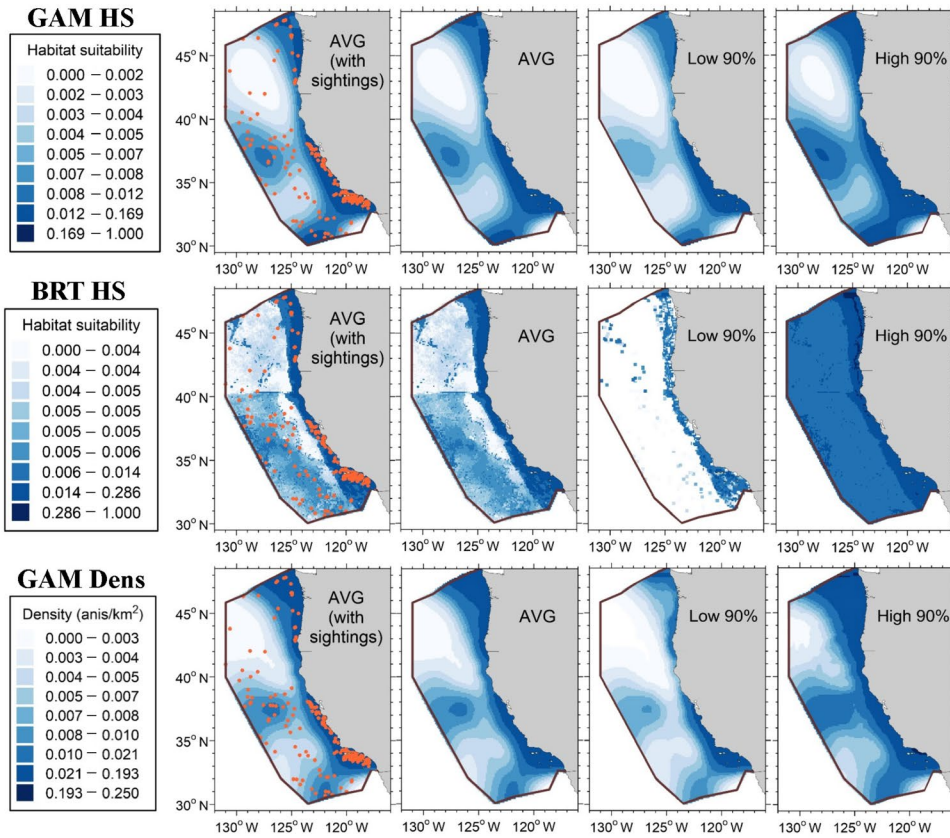 GAM HS
Habitat suitability
0.000 – 0.002
0.002 – 0.003
0.003 – 0.004
0.004 – 0.005
0.005 – 0.007
0.007 – 0.008
0.008 – 0.012
0.012 – 0.169
0.169 – 1.000
45°
40°
35°
30° N
AVG
(with
sightings)
AVG
Low 90%
High 90%
130° W
125° W
120° W
130° W
125° W
120° W
130° W
125° W
120° W
130° W
125° W
120° W
BRT HS
Habitat suitability
0.000 – 0.004
0.004 – 0.004
0.004 – 0.005
0.005 – 0.005
0.005 – 0.005
0.005 – 0.006
0.006 – 0.014
0.014 – 0.286
0.286 – 1.000
45°
40°
35°
30° N
AVG
(with
sightings)
AVG
Low 90%
High 90%
130° W
125° W
120° W
130° W
125° W
120° W
130° W
125° W
120° W
130° W
125° W
120° W
GAM Dens
Density (anis/km²)
0.000 – 0.003
0.003 – 0.004
0.004 – 0.005
0.005 – 0.007
0.007 – 0.008
0.008 – 0.010
0.010 – 0.021
0.021 – 0.193
0.193 – 0.250
45°
40°
35°
30° N
AVG
(with
sightings)
AVG
Low 90%
High 90%
130° W
125° W
120° W
130° W
125° W
120° W
130° W
125° W
120° W
130° W
125° W
120° W